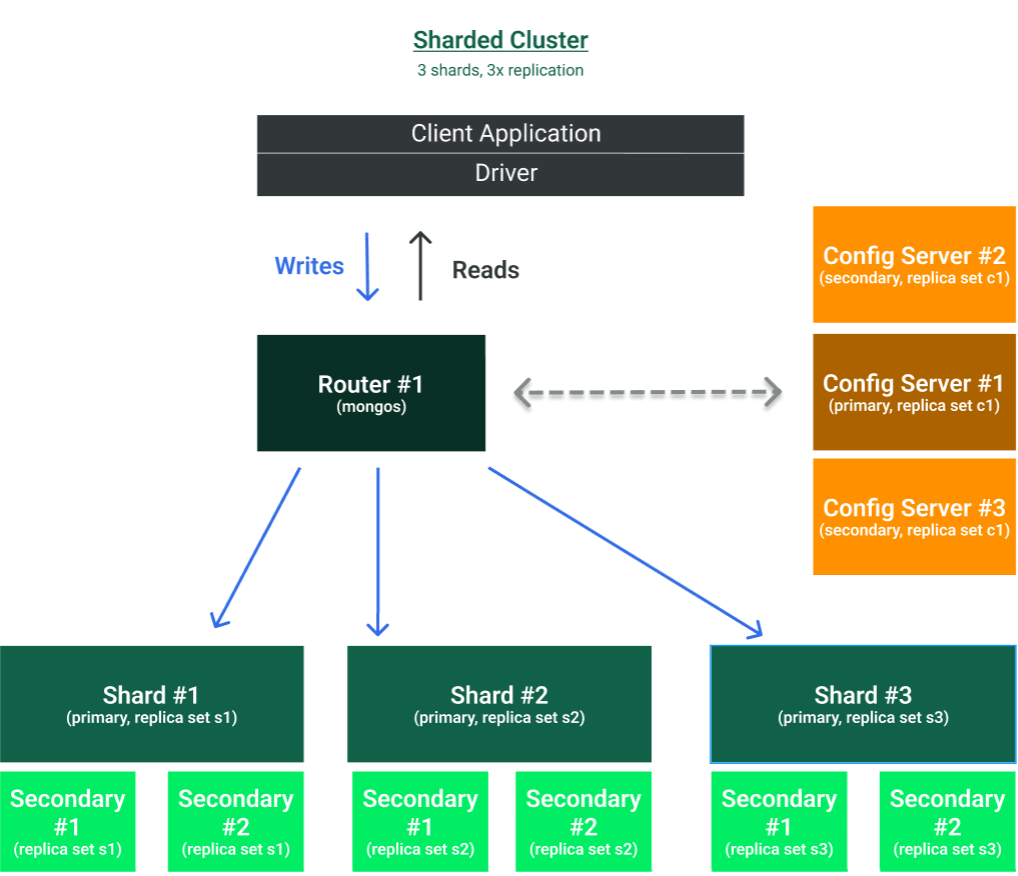 Sharded Cluster
3 shards, 3x replication
Client Application
Driver
Writes
Reads
Config Server #2
(secondary, replica set c1)
Router #1
(mongos)
Config Server #1
(primary, replica set c1)
Config Server #3
(secondary, replica set c1)
Shard #1
(primary, replica set s1)
Shard #2
(primary, replica set s2)
Shard #3
(primary, replica set s3)
Secondary
#1
(replica set s1)
Secondary
#2
(replica set s1)
Secondary
#1
(replica set s2)
Secondary
#2
(replica set s2)
Secondary
#1
(replica set s3)
Secondary
#2
(replica set s3)